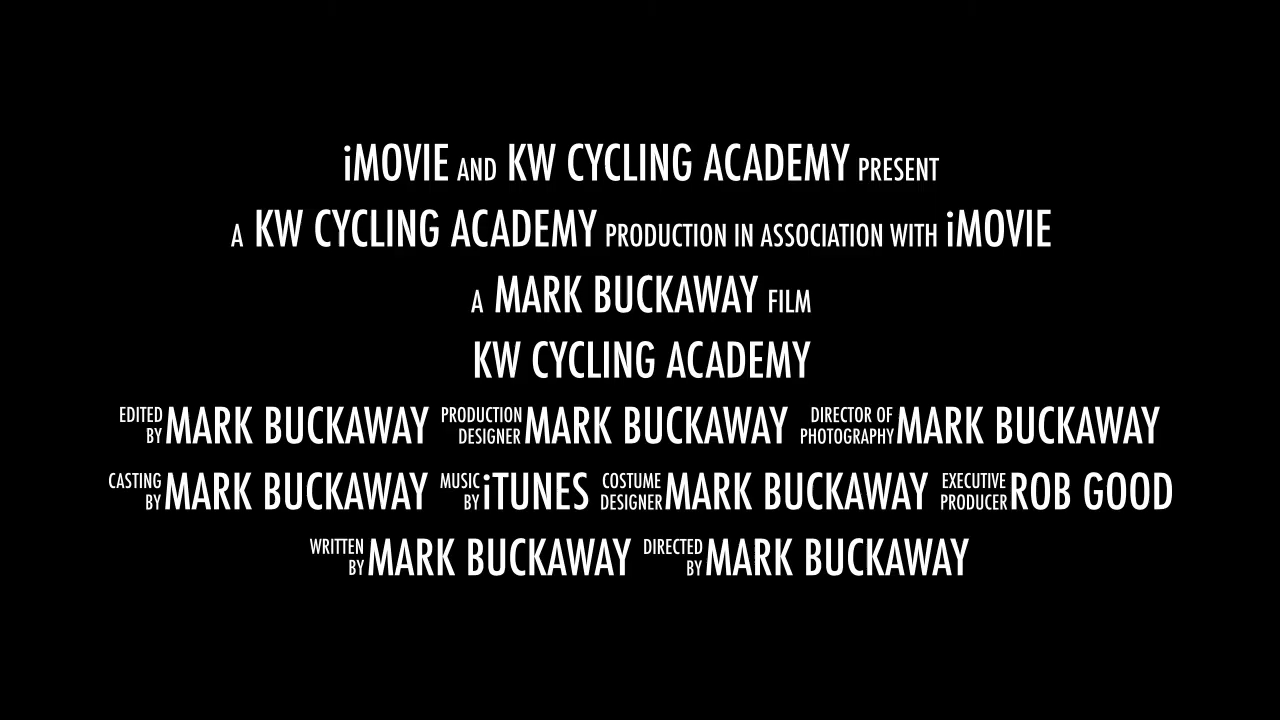 iMOVIE AND KW CYCLING ACADEMY PRESENT
A KW CYCLING ACADEMY PRODUCTION IN ASSOCIATION WITH iMOVIE
A MARK BUCKAWAY FILM
KW CYCLING ACADEMY
EDITED BY MARK BUCKAWAY PRODUCTION DESIGNER MARK BUCKAWAY DIRECTOR OF PHOTOGRAPHY MARK BUCKAWAY
CASTING BY MARK BUCKAWAY MUSIC BY iTUNES COSTUME DESIGNER MARK BUCKAWAY EXECUTIVE PRODUCER ROB GOOD
WRITTEN BY MARK BUCKAWAY DIRECTED BY MARK BUCKAWAY